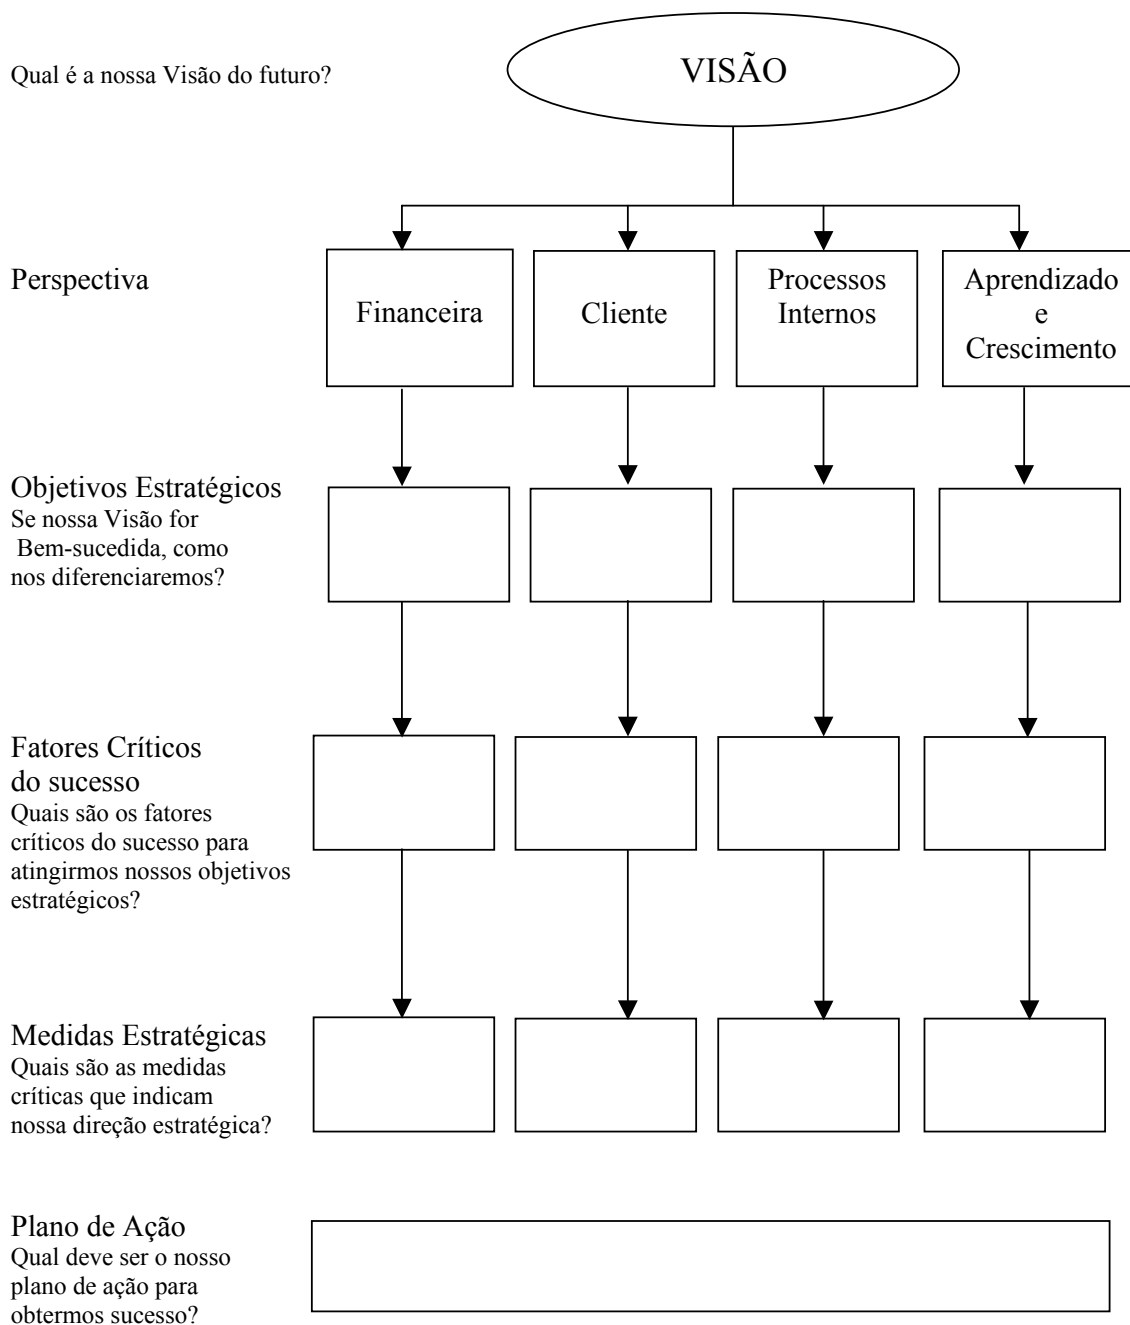 Qual é a nossa Visão do futuro?
VISÃO
Perspectiva
Financeira
Cliente
Processos
Internos
Aprendizado
e
Crescimento
Objetivos Estratégicos
Se nossa Visão for
Bem-sucedida, como
nos diferenciaremos?
Fatores Críticos
do sucesso
Quais são os fatores
críticos do sucesso para
atingirmos nossos objetivos
estratégicos?
Medidas Estratégicas
Quais são as medidas
críticas que indicam
nossa direção estratégica?
Plano de Ação
Qual deve ser o nosso
plano de ação para
obtermos sucesso?